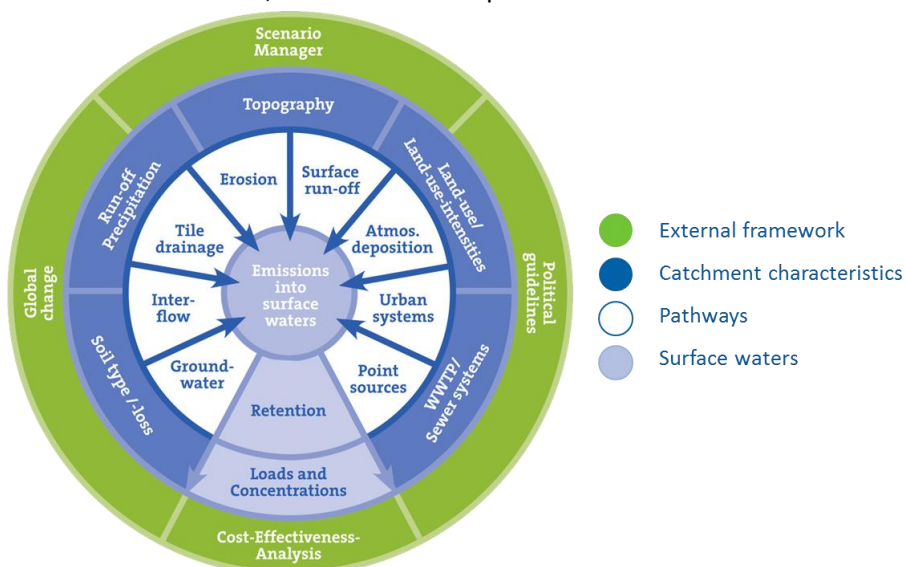 Scenario
Manager
Topography
Run-off
Precipitation
Land-use/
Land-use-intensities
Erosion
Surface
run-off
Tile
drainage
Atmos.
deposition
Global
change
Political
guidelines
Emissions
into
surface
waters
Inter-
flow
Urban
systems
Ground-
water
Point
sources
Soil type /-loss
WWTP/
Sewer systems
Retention
Loads and
Concentrations
Cost-Effectiveness-
Analysis
External framework
Catchment characteristics
Pathways
Surface waters